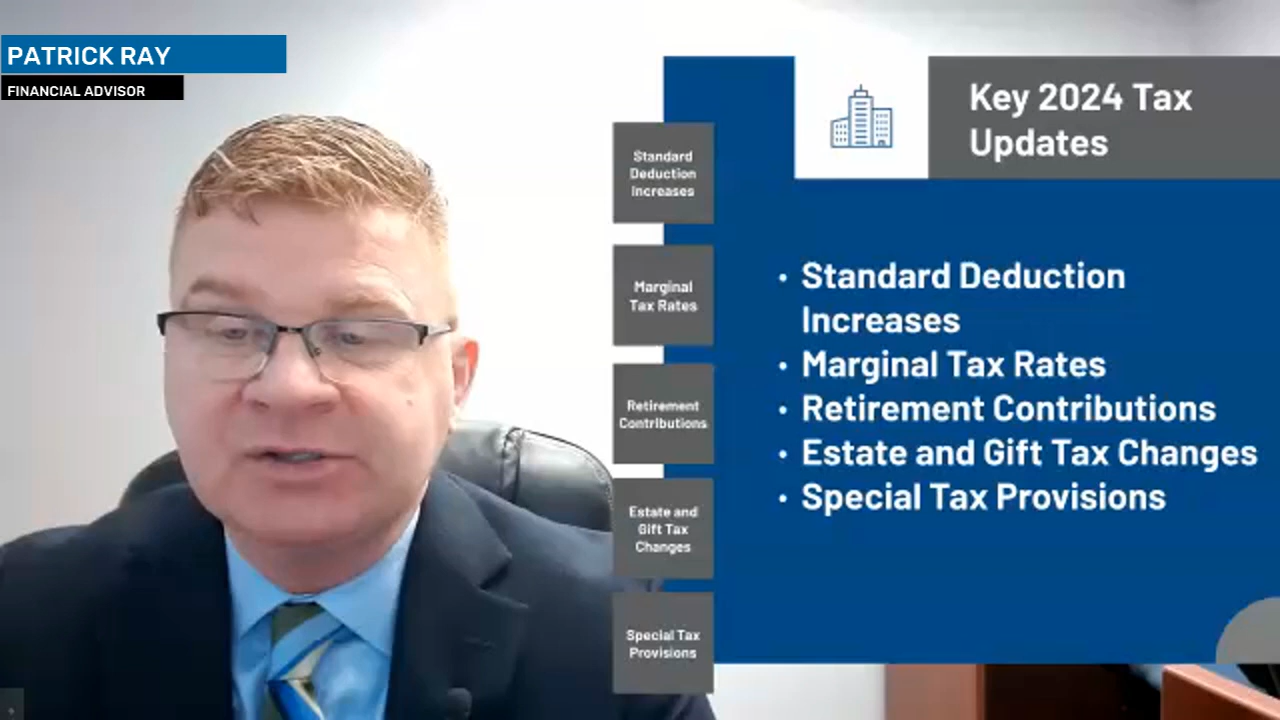 PATRICK RAY
FINANCIAL ADVISOR
Key 2024 Tax
Updates
Standard
Deduction
Increases
Marginal
Tax Rates
Retirement
Contributions
Estate and
Gift Tax
Changes
Special Tax
Provisions
• Standard Deduction
Increases
• Marginal Tax Rates
• Retirement Contributions
• Estate and Gift Tax Changes
• Special Tax Provisions